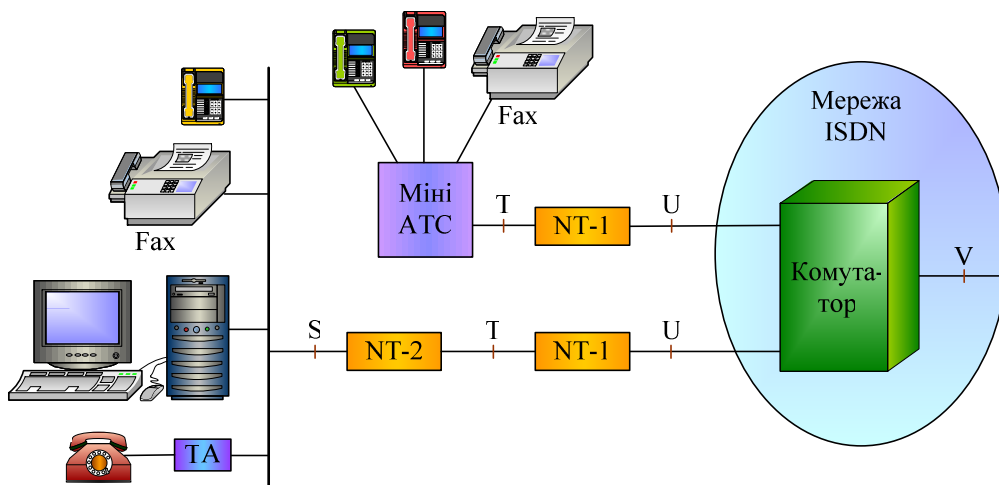 Fax
Мережа
ISDN
Fax
Міні
АТС
T
NT-1
U
Комута-
тор
V
S
NT-2
T
NT-1
U
TA